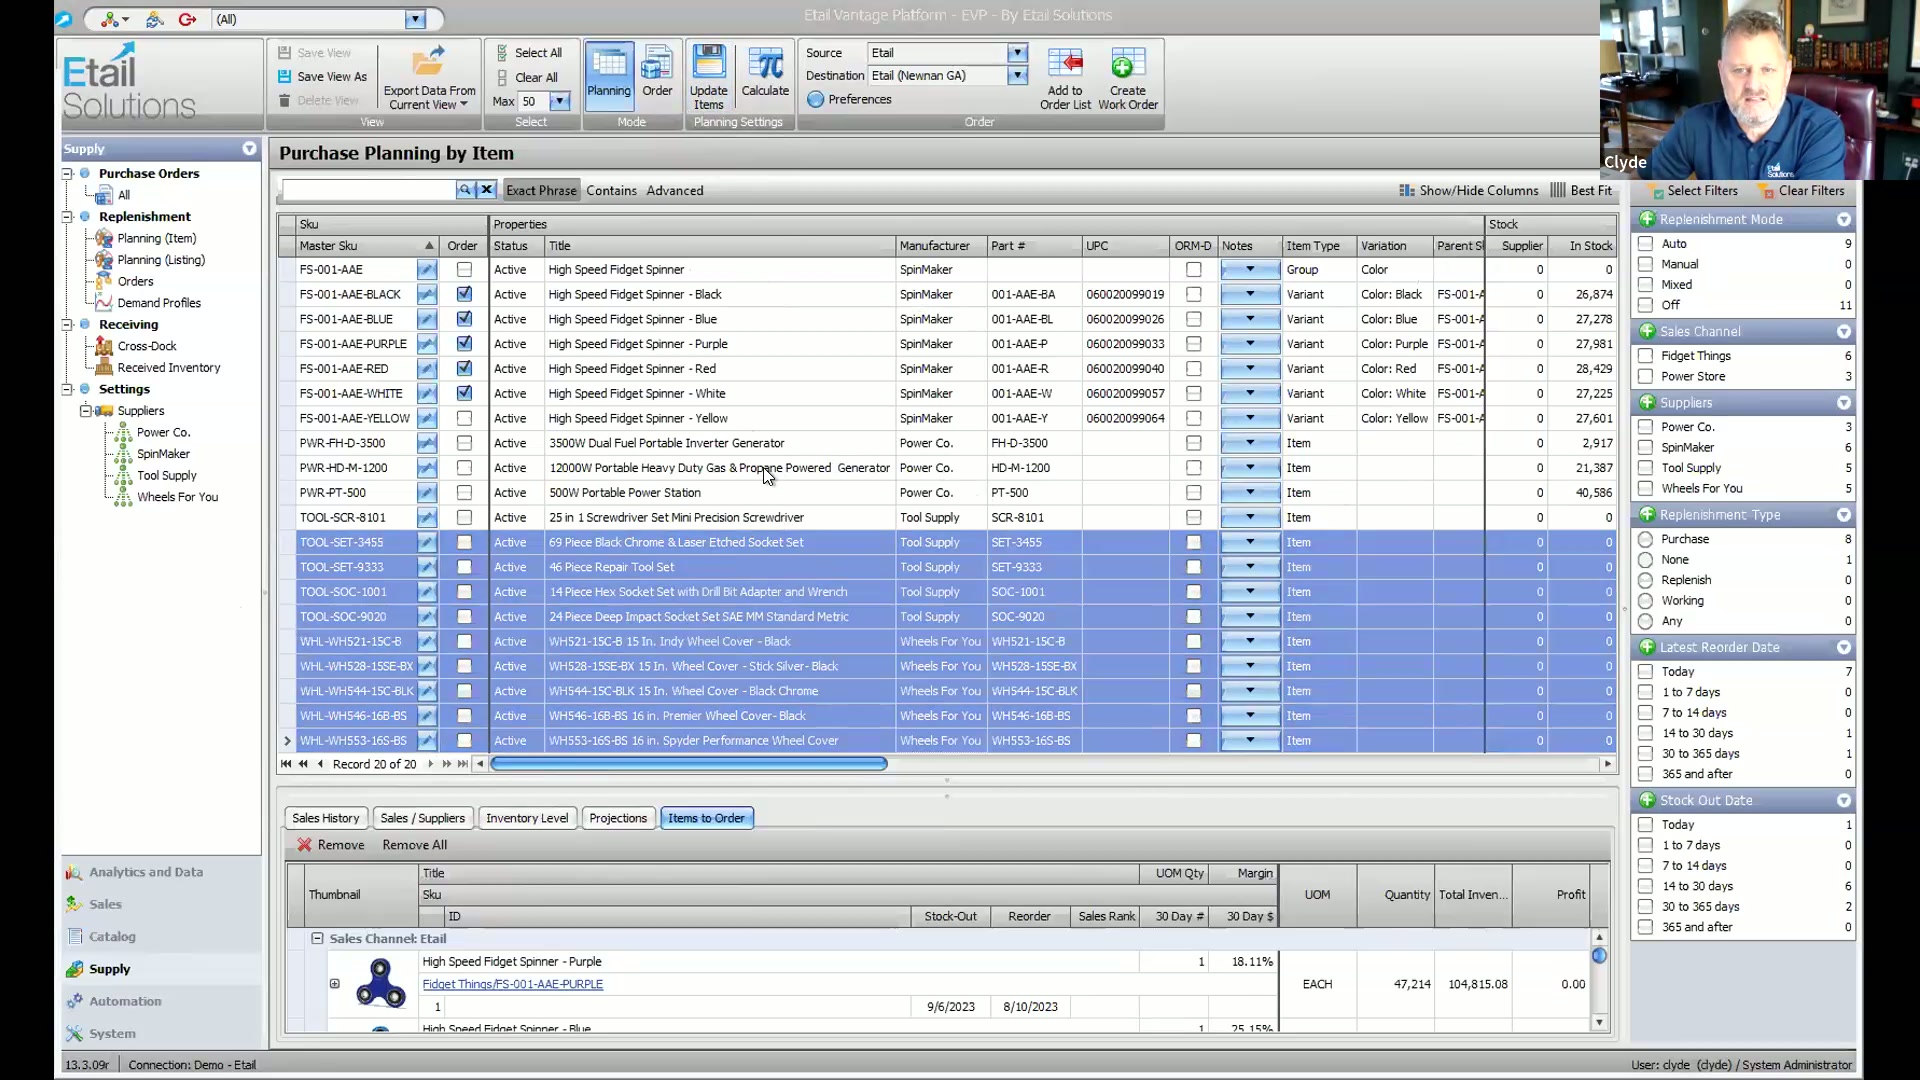 (All)
Etail Vantage Platform - EVP - By Etail Solutions
Etail
Solutions
Save View
Save View As
Delete View
Export Data From
Current View
View
Select All
Clear All
Max 50
Select
Planning
Order
Mode
Update
Items
Calculate
Planning Settings
Source Etail
Destination Etail (Newnan GA)
Preferences
Add to
Order List
Create
Work Order
Order
Clyde
Etail
Solutions
Supply
Purchase Orders
All
Replenishment
Planning (Item)
Planning (Listing)
Orders
Demand Profiles
Receiving
Cross-Dock
Received Inventory
Settings
Suppliers
Power Co.
SpinMaker
Tool Supply
Wheels For You
Analytics and Data
Sales
Catalog
Supply
Automation
System
Purchase Planning by Item
Exact Phrase Contains Advanced Show/Hide Columns Best Fit
Sku Properties Stock
Master Sku Order Status Title Manufacturer Part # UPC ORM-D Notes Item Type Variation Parent S Supplier In Stock
FS-001-AAE Active High Speed Fidget Spinner SpinMaker Group Color 0 0
FS-001-AAE-BLACK Active High Speed Fidget Spinner - Black SpinMaker 001-AAE-BA 060020099019 Variant Color: Black FS-001-A 0 26,874
FS-001-AAE-BLUE Active High Speed Fidget Spinner - Blue SpinMaker 001-AAE-BL 060020099026 Variant Color: Blue FS-001-A 0 27,278
FS-001-AAE-PURPLE Active High Speed Fidget Spinner - Purple SpinMaker 001-AAE-P 060020099033 Variant Color: Purple FS-001-A 0 27,981
FS-001-AAE-RED Active High Speed Fidget Spinner - Red SpinMaker 001-AAE-R 060020099040 Variant Color: Red FS-001-A 0 28,429
FS-001-AAE-WHITE Active High Speed Fidget Spinner - White SpinMaker 001-AAE-W 060020099057 Variant Color: White FS-001-A 0 27,225
FS-001-AAE-YELLOW Active High Speed Fidget Spinner - Yellow SpinMaker 001-AAE-Y 060020099064 Variant Color: Yellow FS-001-A 0 27,601
PWR-FH-D-3500 Active 3500W Dual Fuel Portable Inverter Generator Power Co. FH-D-3500 Item 0 2,917
PWR-HD-M-1200 Active 12000W Portable Heavy Duty Gas & Propane Powered Generator Power Co. HD-M-1200 Item 0 21,387
PWR-PT-500 Active 500W Portable Power Station Power Co. PT-500 Item 0 40,586
TOOL-SCR-8101 Active 25 in 1 Screwdriver Set Mini Precision Screwdriver Tool Supply SCR-8101 Item 0 0
TOOL-SET-3455 Active 69 Piece Black Chrome & Laser Etched Socket Set Tool Supply SET-3455 Item 0 0
TOOL-SET-9333 Active 46 Piece Repair Tool Set Tool Supply SET-9333 Item 0 0
TOOL-SOC-1001 Active 14 Piece Hex Socket Set with Drill Bit Adapter and Wrench Tool Supply SOC-1001 Item 0 0
TOOL-SOC-9020 Active 24 Piece Deep Impact Socket Set SAE MM Standard Metric Tool Supply SOC-9020 Item 0 0
WHL-WH521-15C-B Active WH521-15C-B 15 In. Indy Wheel Cover - Black Wheels For You WH521-15C-B Item 0 0
WHL-WH528-15SE-BX Active WH528-15SE-BX 15 In. Wheel Cover - Stick Silver- Black Wheels For You WH528-15SE-BX Item 0 0
WHL-WH544-15C-BLK Active WH544-15C-BLK 15 In. Wheel Cover - Black Chrome Wheels For You WH544-15C-BLK Item 0 0
WHL-WH546-16B-BS Active WH546-16B-BS 16 in. Premier Wheel Cover- Black Wheels For You WH546-16B-BS Item 0 0
WHL-WH553-16S-BS Active WH553-16S-BS 16 in. Spyder Performance Wheel Cover Wheels For You WH553-16S-BS Item 0 0
Record 20 of 20
Sales History Sales / Suppliers Inventory Level Projections Items to Order
Remove Remove All
Thumbnail Title UOM Qty Margin UOM Quantity Total Inven... Profit
Sku
ID Stock-Out Reorder Sales Rank 30 Day # 30 Day $
Sales Channel: Etail
High Speed Fidget Spinner - Purple 1 18.11%
Fidget Things/FS-001-AAE-PURPLE EACH 47,214 104,815.08 0.00
1 9/6/2023 8/10/2023
High Speed Fidget Spinner - Blue 1 25.15%
Select Filters Clear Filters
Replenishment Mode
Auto 9
Manual 0
Mixed 0
Off 11
Sales Channel
Fidget Things 6
Power Store 3
Suppliers
Power Co. 3
SpinMaker 6
Tool Supply 5
Wheels For You 5
Replenishment Type
Purchase 8
None 1
Replenish 0
Working 0
Any 0
Latest Reorder Date
Today 7
1 to 7 days 0
7 to 14 days 0
14 to 30 days 1
30 to 365 days 1
365 and after 0
Stock Out Date
Today 1
1 to 7 days 0
7 to 14 days 0
14 to 30 days 6
30 to 365 days 2
365 and after 0
13.3.09r Connection: Demo - Etail User: clyde (clyde) / System Administrator